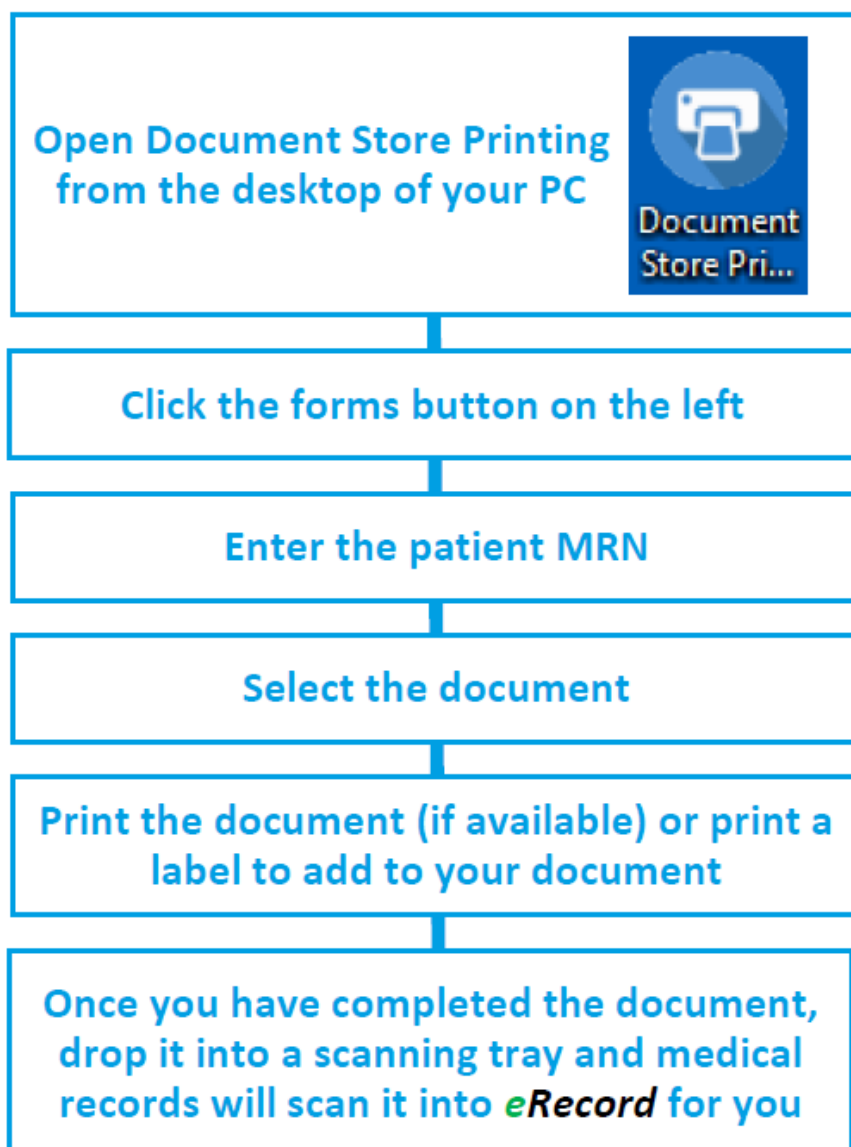 Open Document Store Printing
from the desktop of your PC
Document
Store Pri...
Click the forms button on the left
Enter the patient MRN
Select the document
Print the document (if available) or print a
label to add to your document
Once you have completed the document,
drop it into a scanning tray and medical
records will scan it into eRecord for you